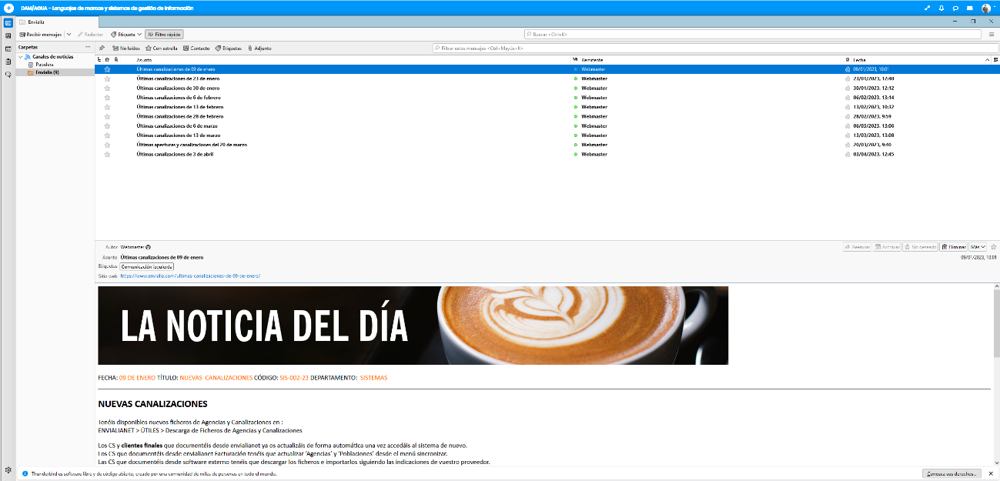 DAM/AGUA - Lenguajes de marcas y sistemas de gestión de información
Envialia
Recibir mensajes Redactar Etiqueta Filtro rápido Buscar <Ctrl+K>
Carpetas
No leídos Con estrella Contacto Etiquetas Adjunto Filtrar estos mensajes <Ctrl+Mayús+K>
Canales de noticias
Papelera
Envialia (9)
Asunto Remitente Fecha
Últimas canalizaciones de 09 de enero Webmaster 09/01/2023, 10:01
Últimas canalizaciones de 23 de enero Webmaster 23/01/2023, 12:40
Últimas canalizaciones de 30 de enero Webmaster 30/01/2023, 12:12
Últimas canalizaciones de 6 de febrero Webmaster 06/02/2023, 13:14
Últimas canalizaciones de 13 de febrero Webmaster 13/02/2023, 10:32
Últimas canalizaciones de 28 de febrero Webmaster 28/02/2023, 9:59
Últimas canalizaciones de 6 de marzo Webmaster 06/03/2023, 13:06
Últimas canalizaciones de 13 de marzo Webmaster 13/03/2023, 13:08
Últimas aperturas y canalizaciones del 20 de marzo Webmaster 20/03/2023, 9:40
Últimas canalizaciones de 3 de abril Webmaster 03/04/2023, 12:45
Autor Webmaster Reenviar Archivar No deseado Eliminar Más
Asunto Últimas canalizaciones de 09 de enero 09/01/2023, 10:01
Etiquetas Comunicación izquierda
Sitio web https://www.envialia.com/ultimas-canalizaciones-de-09-de-enero/
LA NOTICIA DEL DÍA
FECHA: 09 DE ENERO TÍTULO: NUEVAS CANALIZACIONES CÓDIGO: SIS-002-23 DEPARTAMENTO: SISTEMAS
NUEVAS CANALIZACIONES
Tenéis disponibles nuevos ficheros de Agencias y Canalizaciones en :
ENVIALIANET > ÚTILES > Descarga de Ficheros de Agencias y Canalizaciones
Los CS y clientes finales que documentéis desde envialianet ya os actualizáis de forma automática una vez accedáis al sistema de nuevo.
Los CS que documentéis desde envialianet Facturación tenéis que actualizar 'Agencias' y 'Poblaciones' desde el menú sincronizar.
Las CS que documentéis desde software externo tenéis que descargar los ficheros e importarlos siguiendo las indicaciones de vuestro proveedor.
Thunderbird es software libre y de código abierto, creado por una comunidad de miles de personas en todo el mundo. Conozca sus derechos...